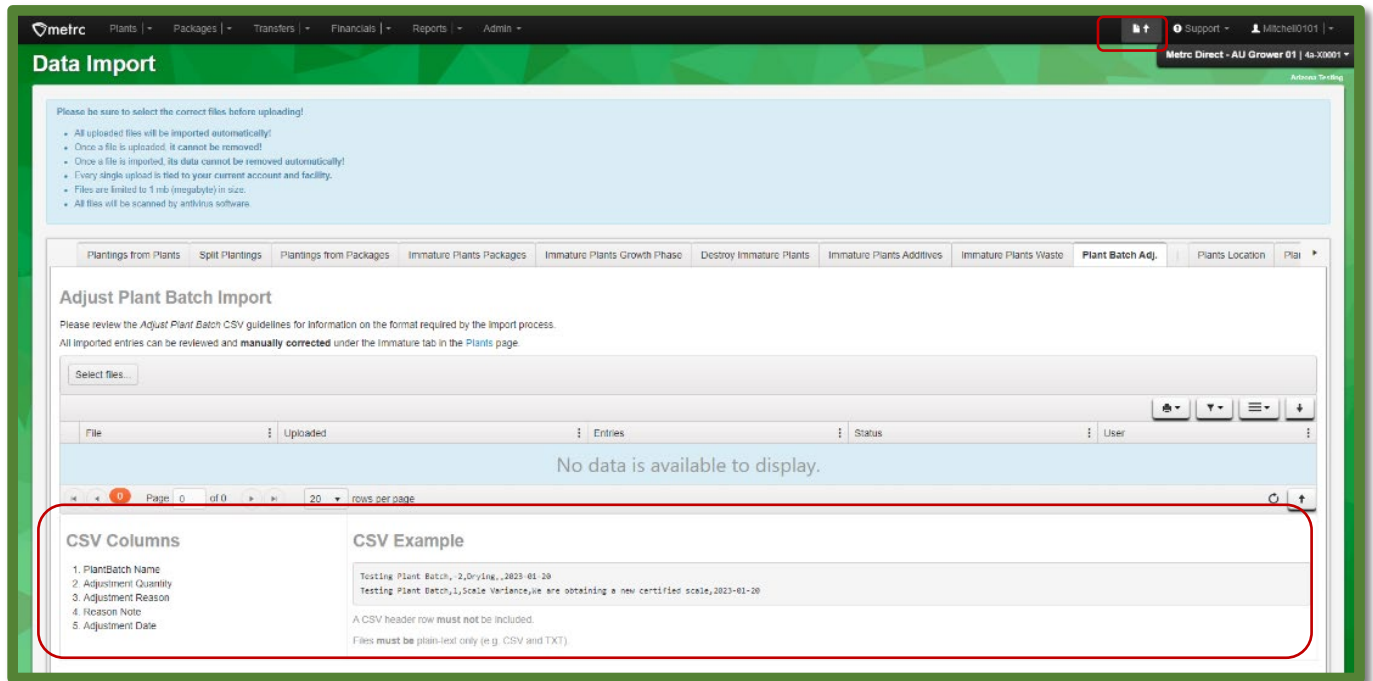 metrc Plants Packages Transfers Financials Reports Admin Support Mitchell0101
Data Import
Metrc Direct - AU Grower 01 | 4a-X0001
Arizona Testing
Please be sure to select the correct files before uploading!
All uploaded files will be imported automatically!
Once a file is uploaded, it cannot be removed!
Once a file is imported, its data cannot be removed automatically!
Every single upload is tied to your current account and facility.
Files are limited to 1 mb (megabyte) in size.
All files will be scanned by antivirus software.
Plantings from Plants Split Plantings Plantings from Packages Immature Plants Packages Immature Plants Growth Phase Destroy Immature Plants Immature Plants Additives Immature Plants Waste Plant Batch Adj. Plants Location Plar
Adjust Plant Batch Import
Please review the Adjust Plant Batch CSV guidelines for information on the format required by the import process.
All imported entries can be reviewed and manually corrected under the Immature tab in the Plants page.
Select files...
File Uploaded Entries Status User
No data is available to display.
0 Page 0 of 0 20 rows per page
CSV Columns
1. PlantBatch Name
2. Adjustment Quantity
3. Adjustment Reason
4. Reason Note
5. Adjustment Date
CSV Example
Testing Plant Batch,-2,Drying,,2023-01-20
Testing Plant Batch,1,Scale Variance,We are obtaining a new certified scale,2023-01-20
A CSV header row must not be included.
Files must be plain-text only (e.g. CSV and TXT).